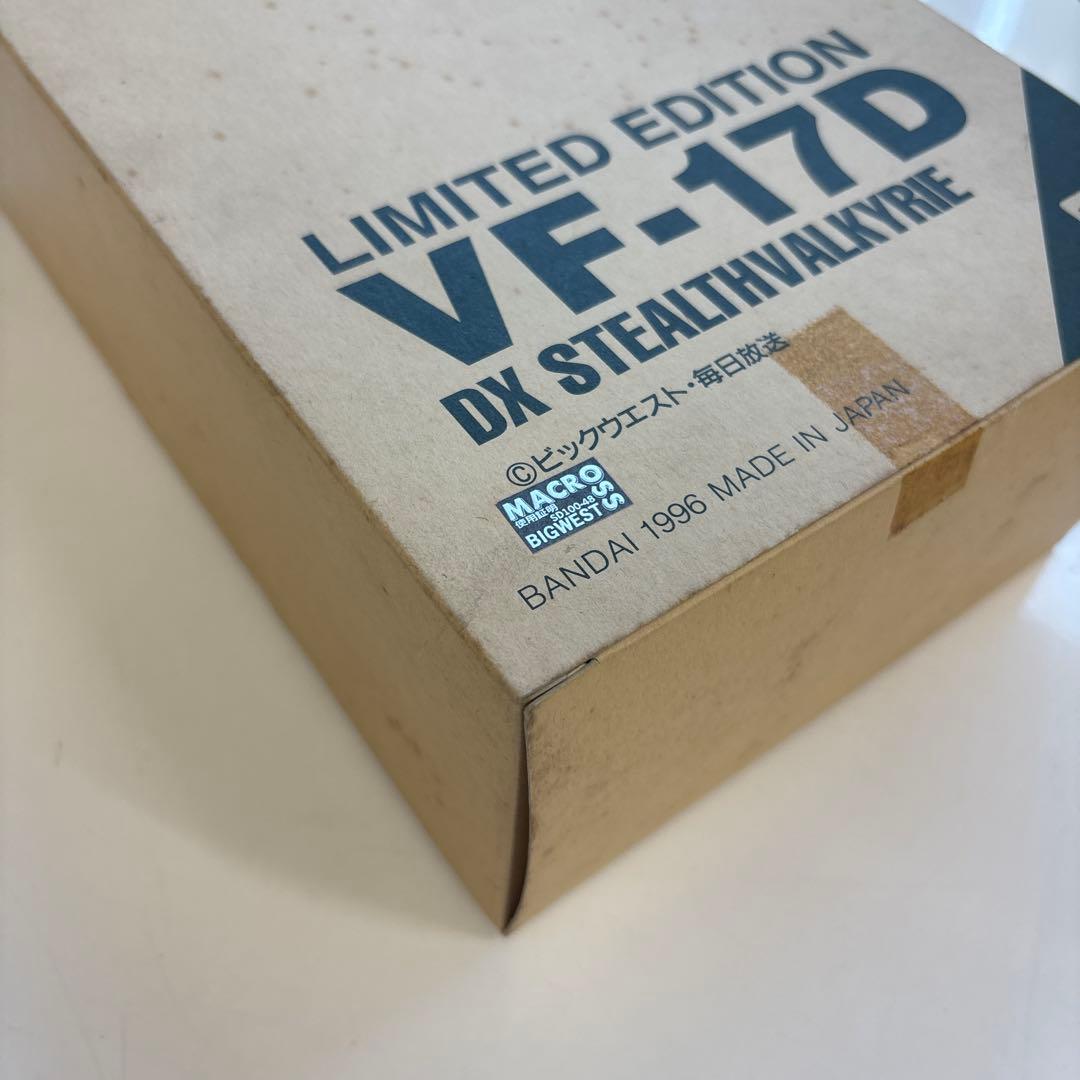 LIMITED EDITION
VF-17D
DX STEALTHVALKYRIE
©ビックウエスト・毎日放送
MACROSS
使用証明
SD100-48
BIGWEST
BANDAI 1996 MADE IN JAPAN